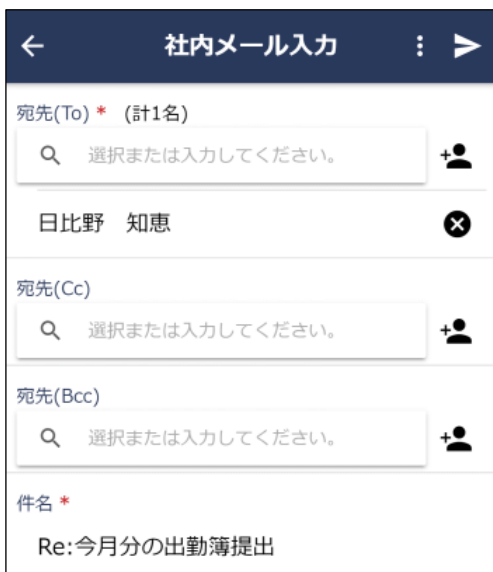 社内メール入力
宛先(To) * (計1名)
選択または入力してください。
日比野　知恵
宛先(Cc)
選択または入力してください。
宛先(Bcc)
選択または入力してください。
件名 *
Re:今月分の出勤簿提出